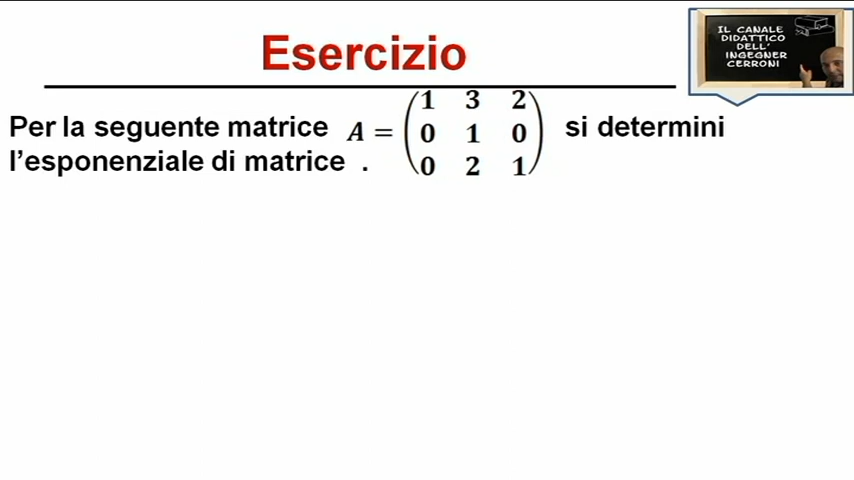 Esercizio
IL CANALE
DIDATTICO
DELL'
INGEGNER
CERRONI
Per la seguente matrice A = (1 3 2
0 1 0
0 2 1) si determini
l'esponenziale di matrice .